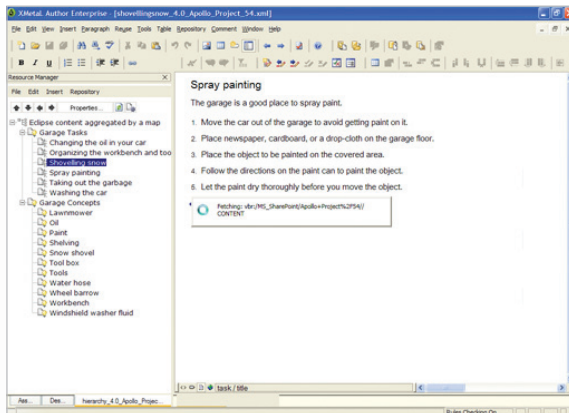 XMetaL Author Enterprise - [shovellingsnow_4.0_Apollo_Project_54.xml]
File Edit View Insert Paragraph Reuse Tools Table Repository Comment Window Help
B I U
Resource Manager
File Edit Insert Repository
Properties...
Eclipse content aggregated by a map
Garage Tasks
Changing the oil in your car
Organizing the workbench and too
Shovelling snow
Spray painting
Taking out the garbage
Washing the car
Garage Concepts
Lawnmower
Oil
Paint
Shelving
Snow shovel
Tool box
Tools
Water hose
Wheel barrow
Workbench
Windshield washer fluid
Ass... Des... hierarchy_4.0_Apollo_Projec...
Spray painting
The garage is a good place to spray paint.
1. Move the car out of the garage to avoid getting paint on it.
2. Place newspaper, cardboard, or a drop-cloth on the garage floor.
3. Place the object to be painted on the covered area.
4. Follow the directions on the paint can to paint the object.
5. Let the paint dry thoroughly before you move the object.
Fetching: vbr:/MS_SharePoint/Apollo+Project%2F54//
CONTENT
task / title
Rules Checking On